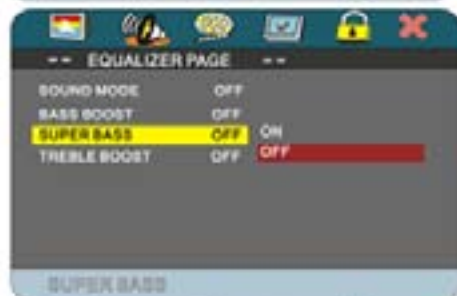 -- EQUALIZER PAGE --
SOUND MODE OFF
BASS BOOST OFF
SUPER BASS OFF ON
TREBLE BOOST OFF OFF
SUPER BASS